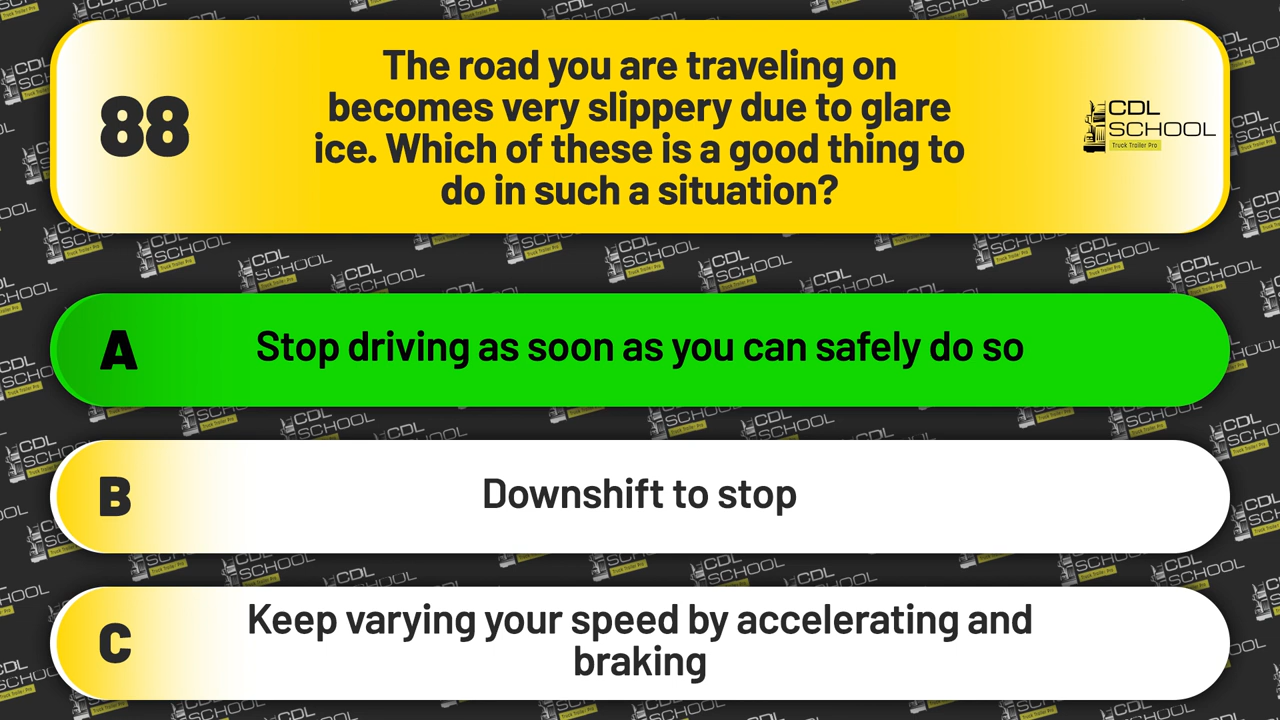 88
The road you are traveling on
becomes very slippery due to glare
ice. Which of these is a good thing to
do in such a situation?
CDL
SCHOOL
Truck Trailer Pro
A
Stop driving as soon as you can safely do so
B
Downshift to stop
C
Keep varying your speed by accelerating and
braking